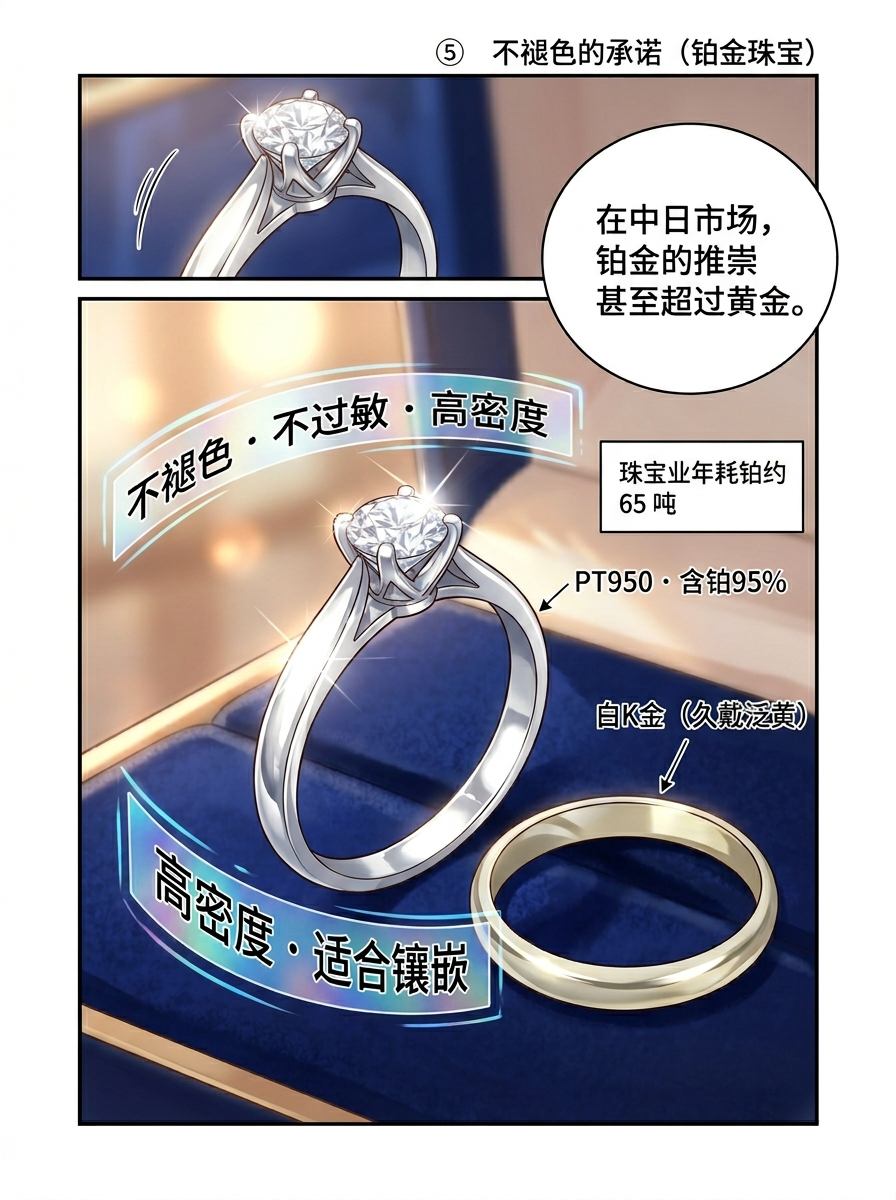 ⑤ 不褪色的承诺（铂金珠宝）
在中日市场，
铂金的推崇
甚至超过黄金。
不褪色·不过敏·高密度
珠宝业年耗铂约
65 吨
PT950·含铂95%
白K金（久戴泛黄）
高密度·适合镶嵌